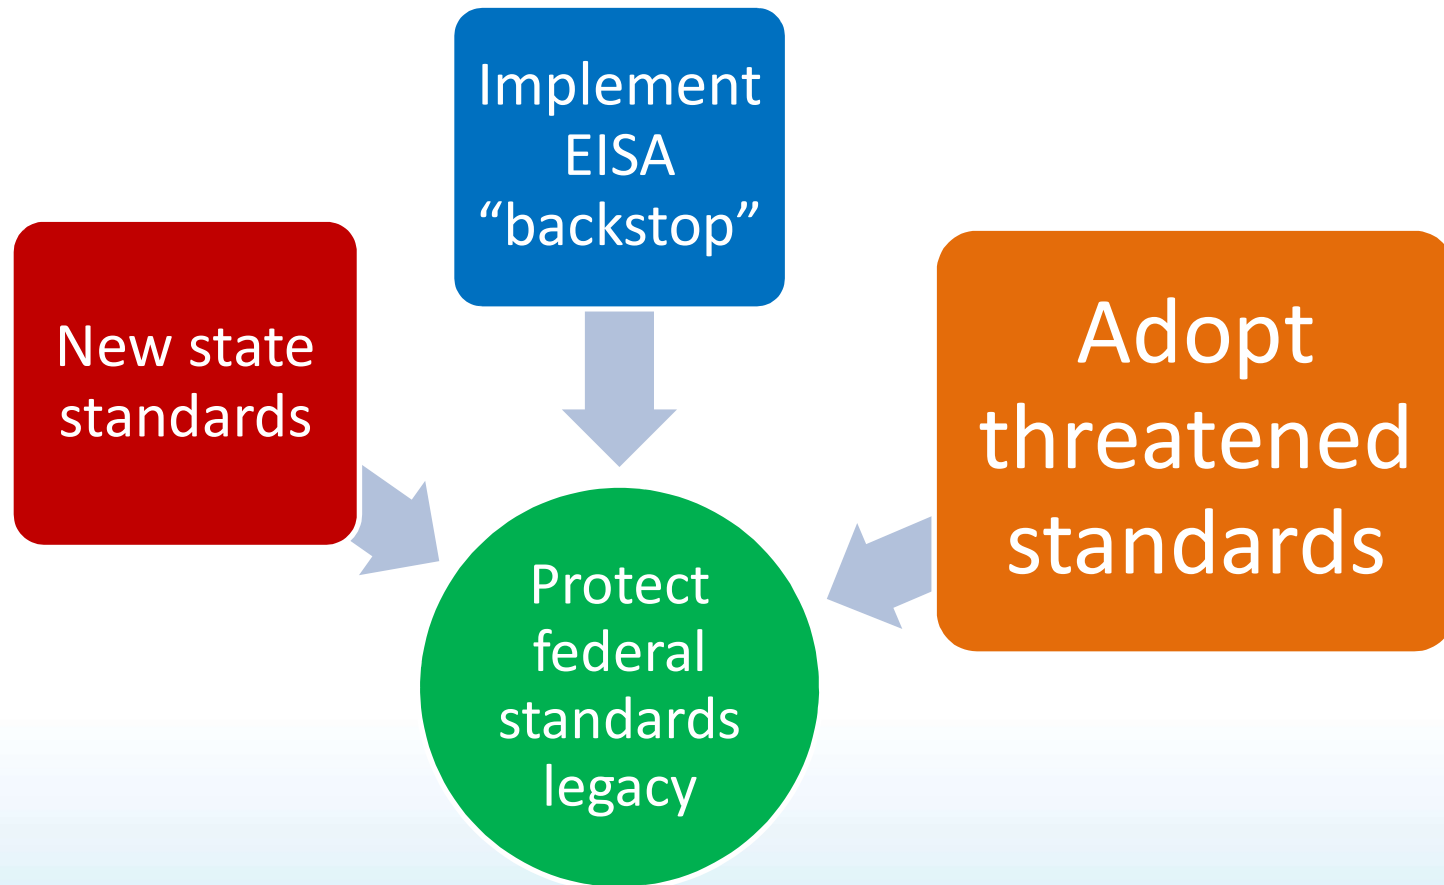 Implement
EISA
“backstop”
New state
standards
Adopt
threatened
standards
Protect
federal
standards
legacy